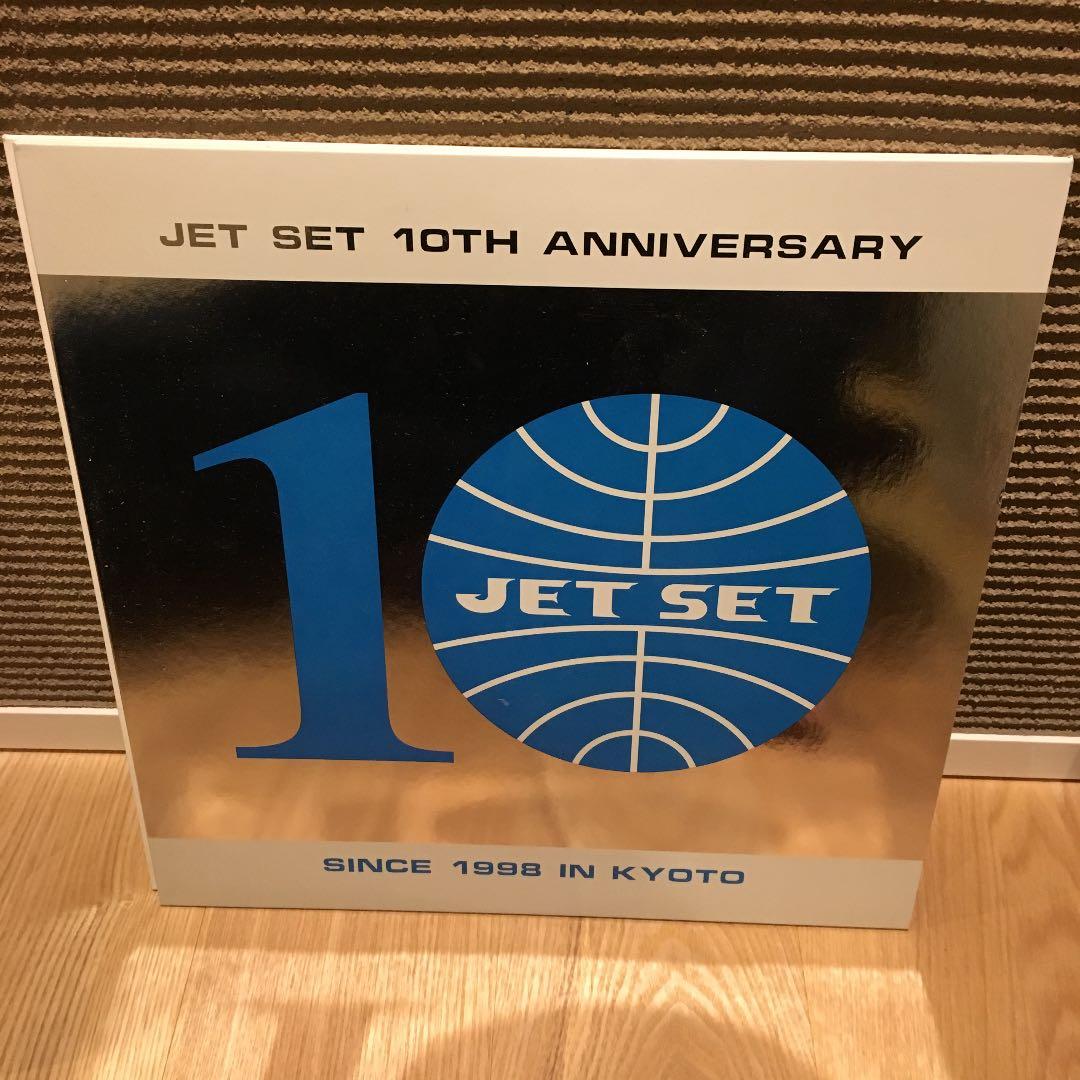 JET SET 10TH ANNIVERSARY
10
JET SET
SINCE 1998 IN KYOTO